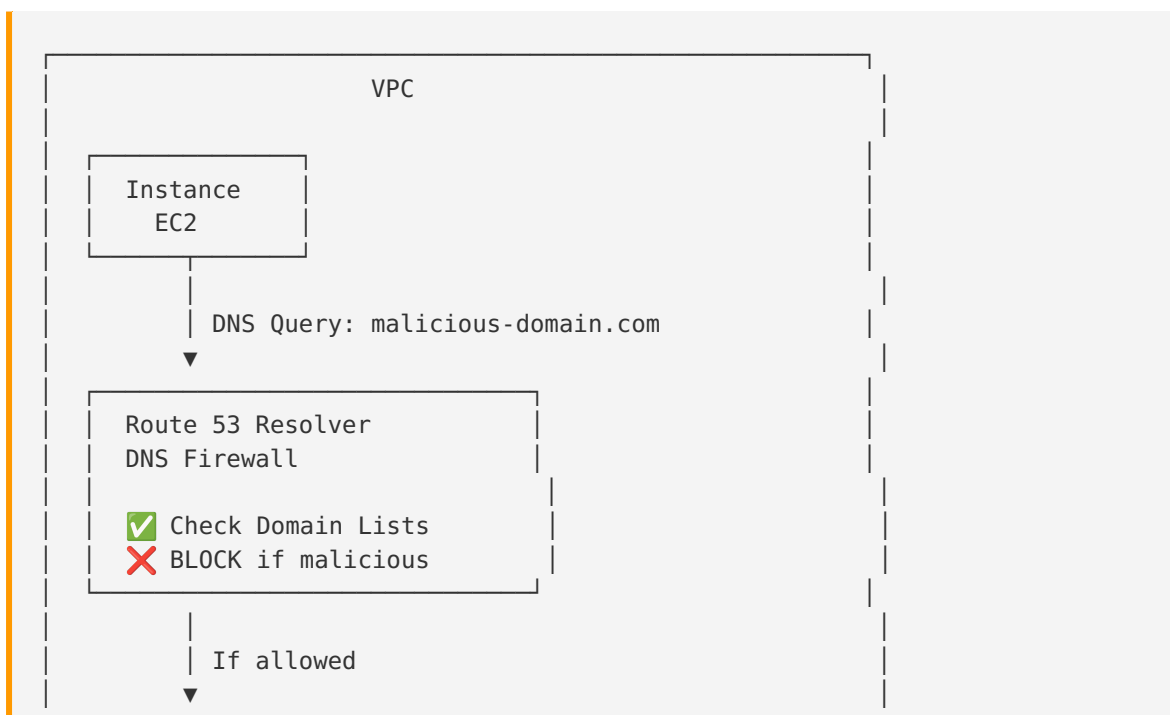 VPC
Instance
EC2
DNS Query: malicious-domain.com
Route 53 Resolver
DNS Firewall
✅ Check Domain Lists
❌ BLOCK if malicious
If allowed